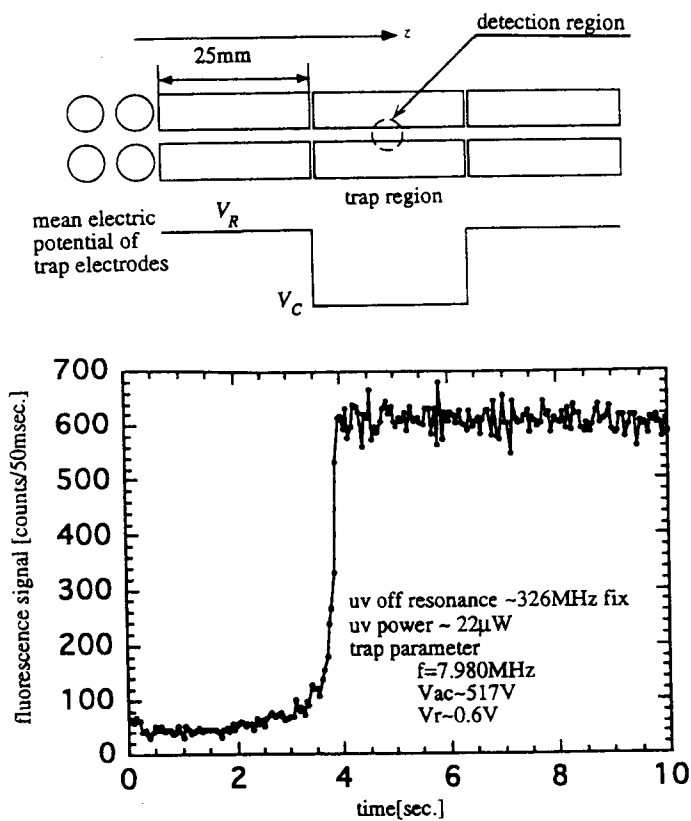 detection region
z
25mm
trap region
mean electric
potential of
trap electrodes
V_R
V_C
fluorescence signal [counts/50msec.]
700
600
500
400
300
200
100
0
uv off resonance ~326MHz fix
uv power ~ 22μW
trap parameter
f=7.980MHz
Vac~517V
Vr~0.6V
0
2
4
6
8
10
time[sec.]